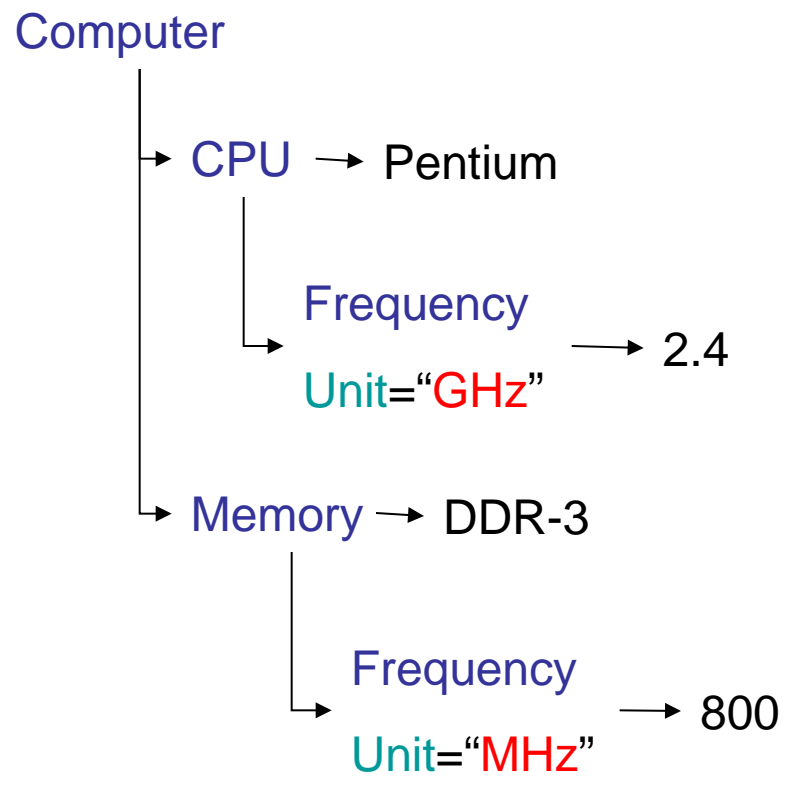 Computer
CPU Pentium
Frequency
2.4
Unit=“GHz”
Memory DDR-3
Frequency
800
Unit=“MHz”